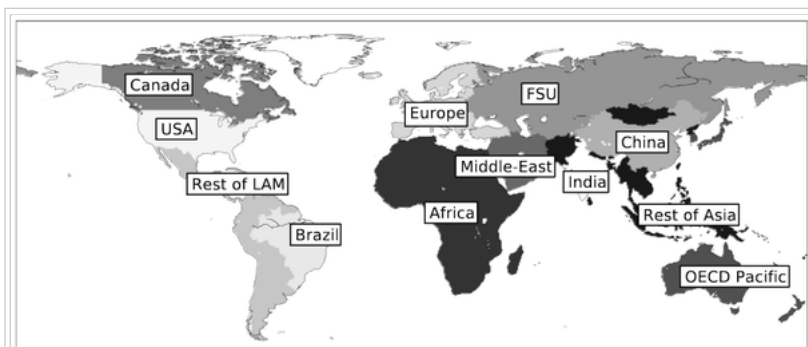 Canada
FSU
Europe
USA
China
Middle-East
India
Rest of LAM
Africa
Rest of Asia
Brazil
OECD Pacific